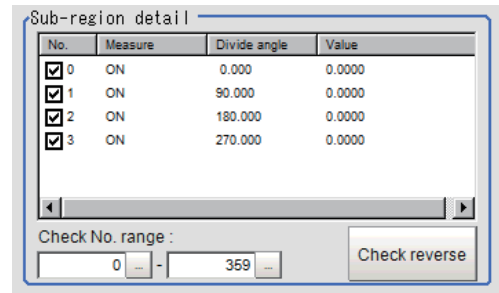 Sub-region detail
No. Measure Divide angle Value
0 ON 0.000 0.0000
1 ON 90.000 0.0000
2 ON 180.000 0.0000
3 ON 270.000 0.0000
Check No. range :
0 ... - 359 ... Check reverse